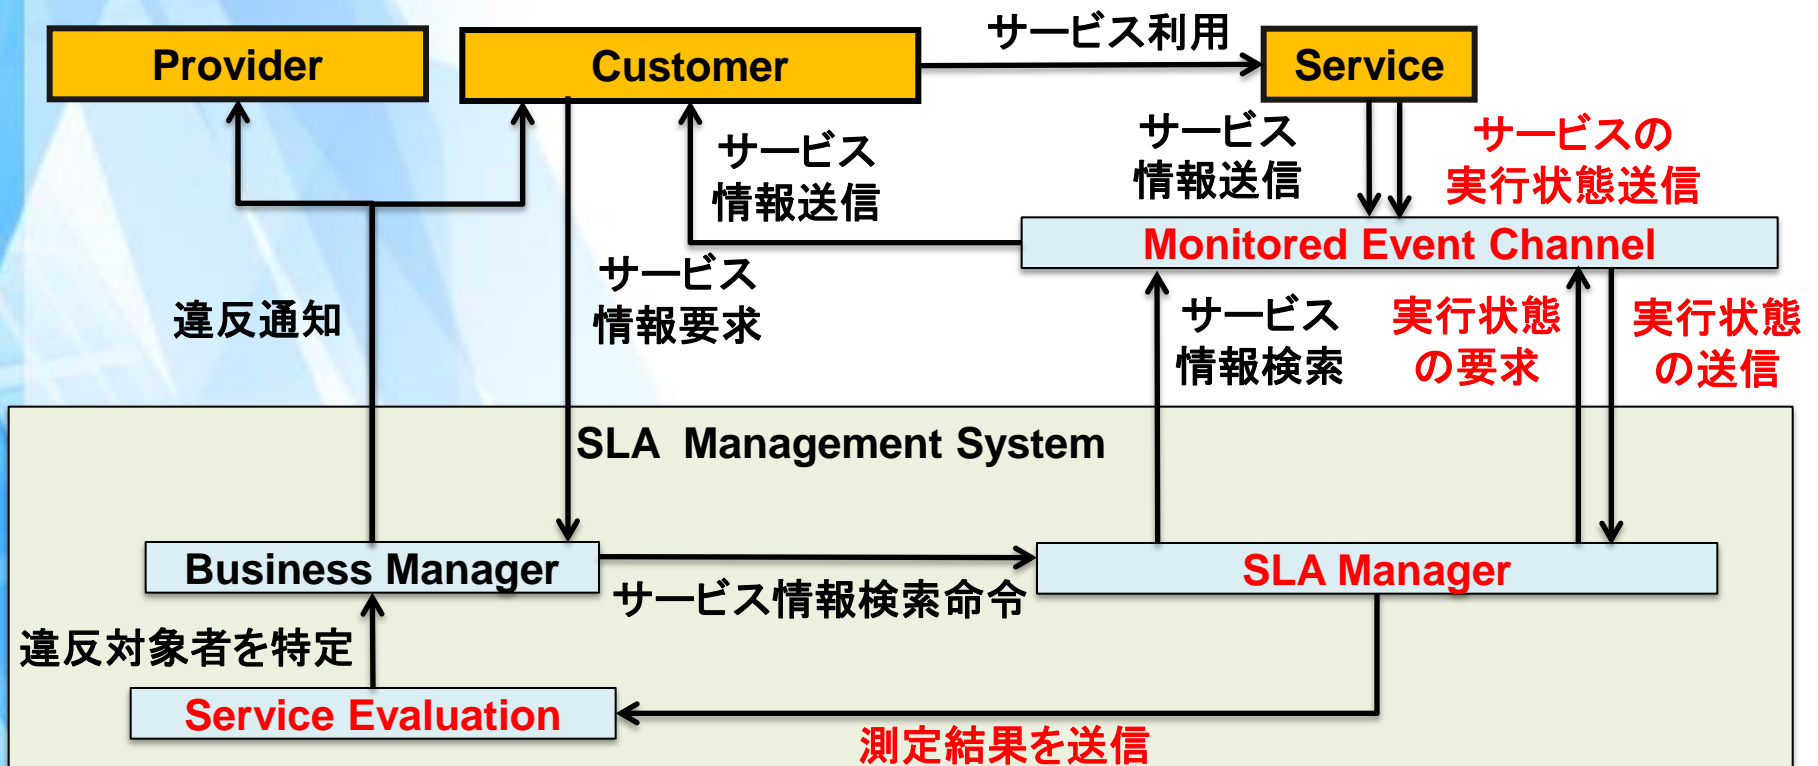 Provider
Customer
サービス利用
Service
サービス
情報送信
サービス
情報送信
サービスの
実行状態送信
Monitored Event Channel
違反通知
サービス
情報要求
サービス
情報検索
実行状態
の要求
実行状態
の送信
SLA Management System
Business Manager
サービス情報検索命令
SLA Manager
違反対象者を特定
Service Evaluation
測定結果を送信